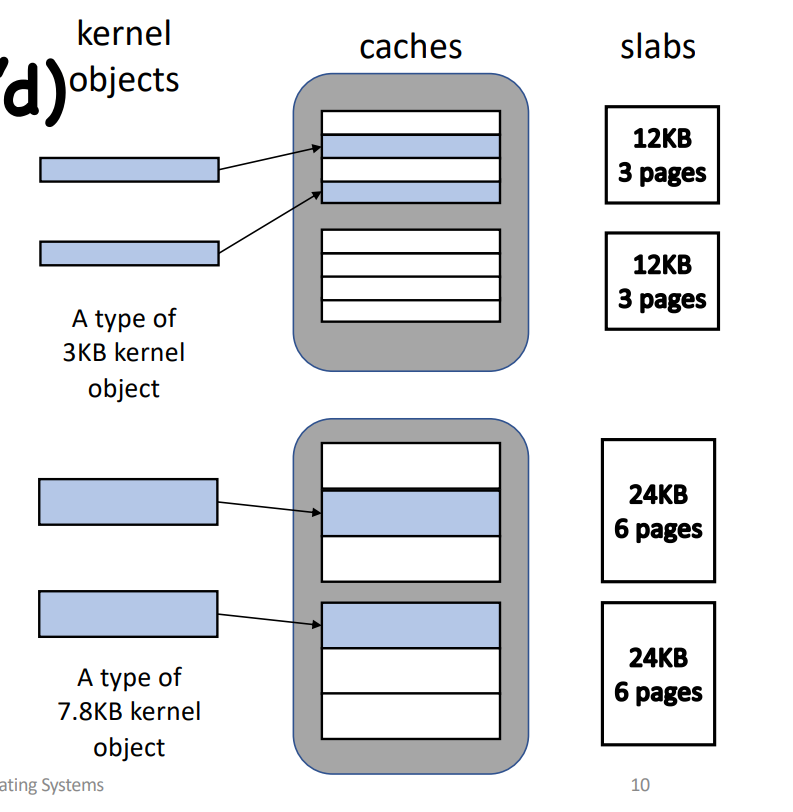 kernel
objects
caches
slabs
'd)
12KB
3 pages
12KB
3 pages
A type of
3KB kernel
object
24KB
6 pages
24KB
6 pages
A type of
7.8KB kernel
object
ating Systems
10